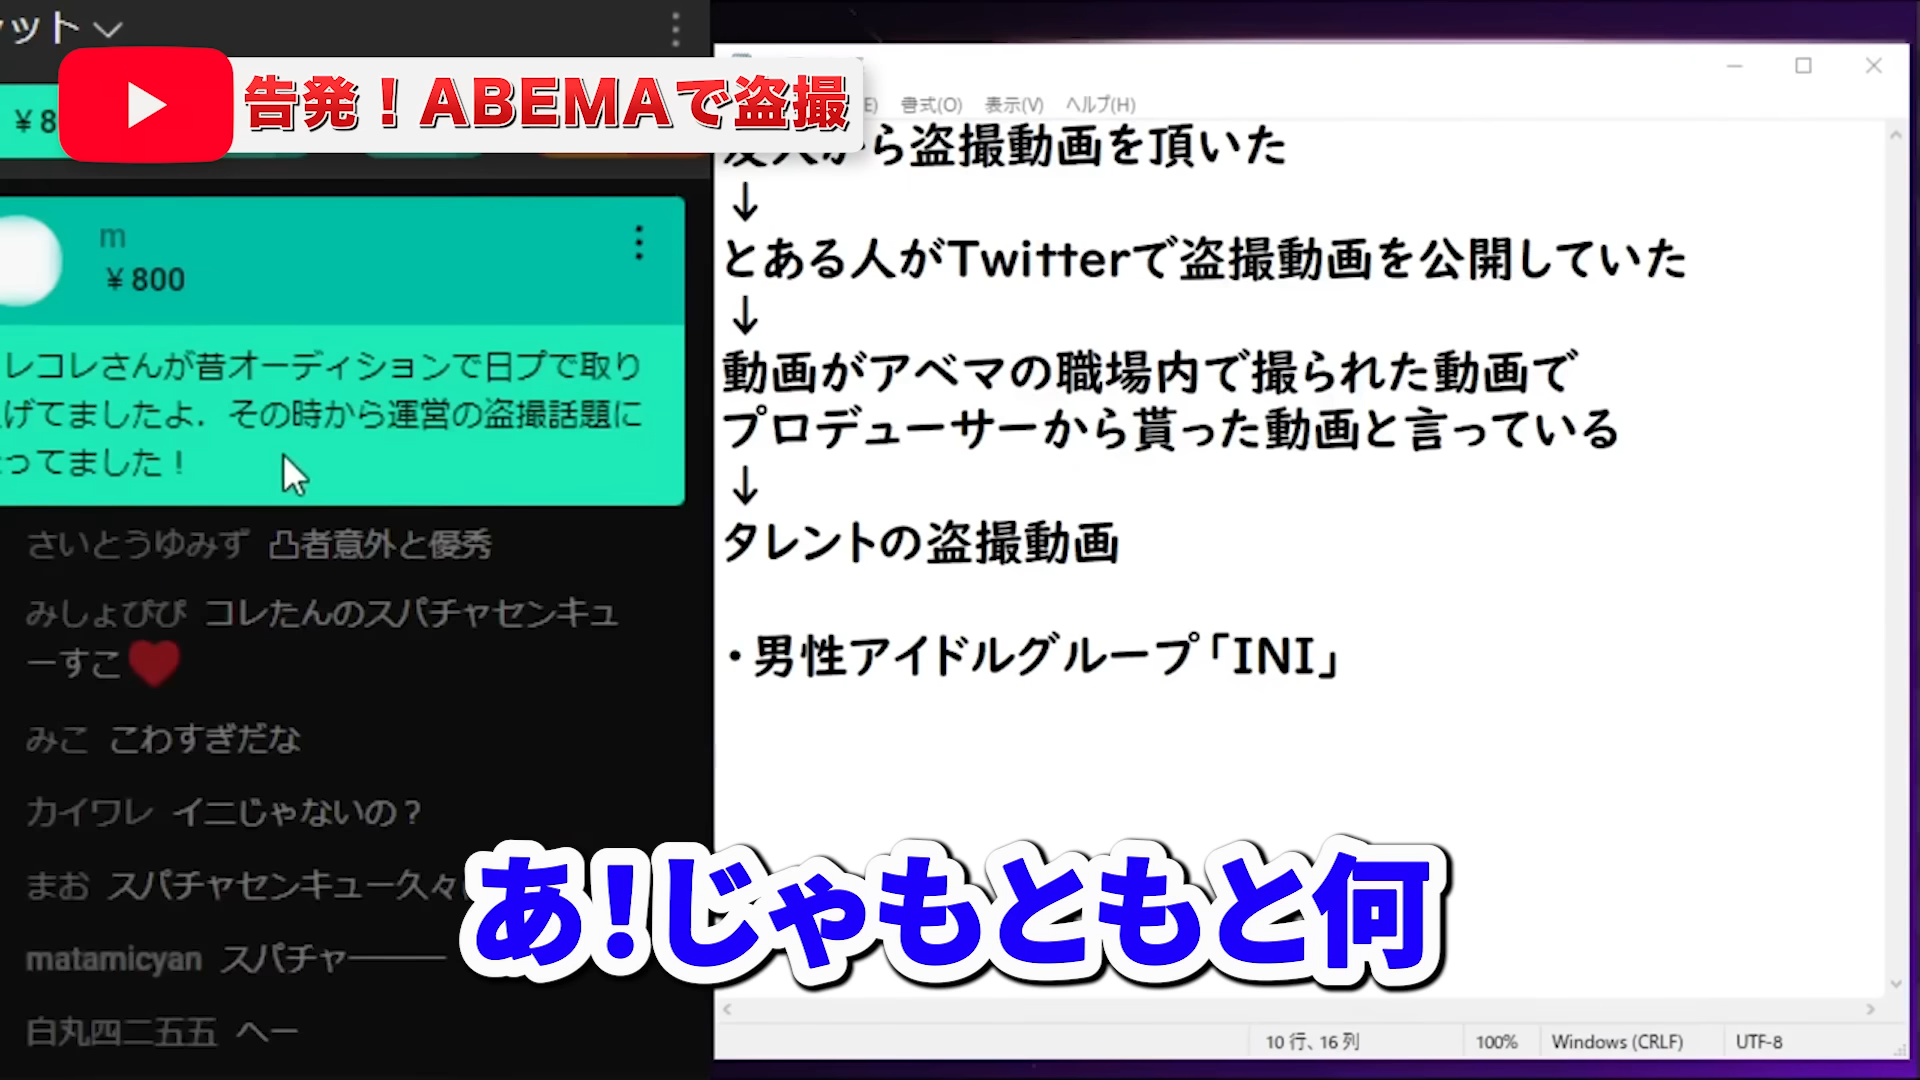 ット
¥8
告発！ABEMAで盗撮
書式(O) 表示(V) ヘルプ(H)
から盗撮動画を頂いた
↓
とある人がTwitterで盗撮動画を公開していた
↓
動画がアベマの職場内で撮られた動画で
プロデューサーから貰った動画と言っている
↓
タレントの盗撮動画
・男性アイドルグループ「INI」
m
¥800
レコレさんが昔オーディションで日プで取り
げてましたよ．その時から運営の盗撮話題に
ってました！
さいとうゆみず 凸者意外と優秀
みしょぴぴ コレたんのスパチャセンキュ
ーすこ
みこ こわすぎだな
カイワレ イニじゃないの？
まお スパチャセンキュー久々
matamicyan スパチャ———
白丸四二五五 へー
あ！じゃもともと何
10 行、16 列 100% Windows (CRLF) UTF-8